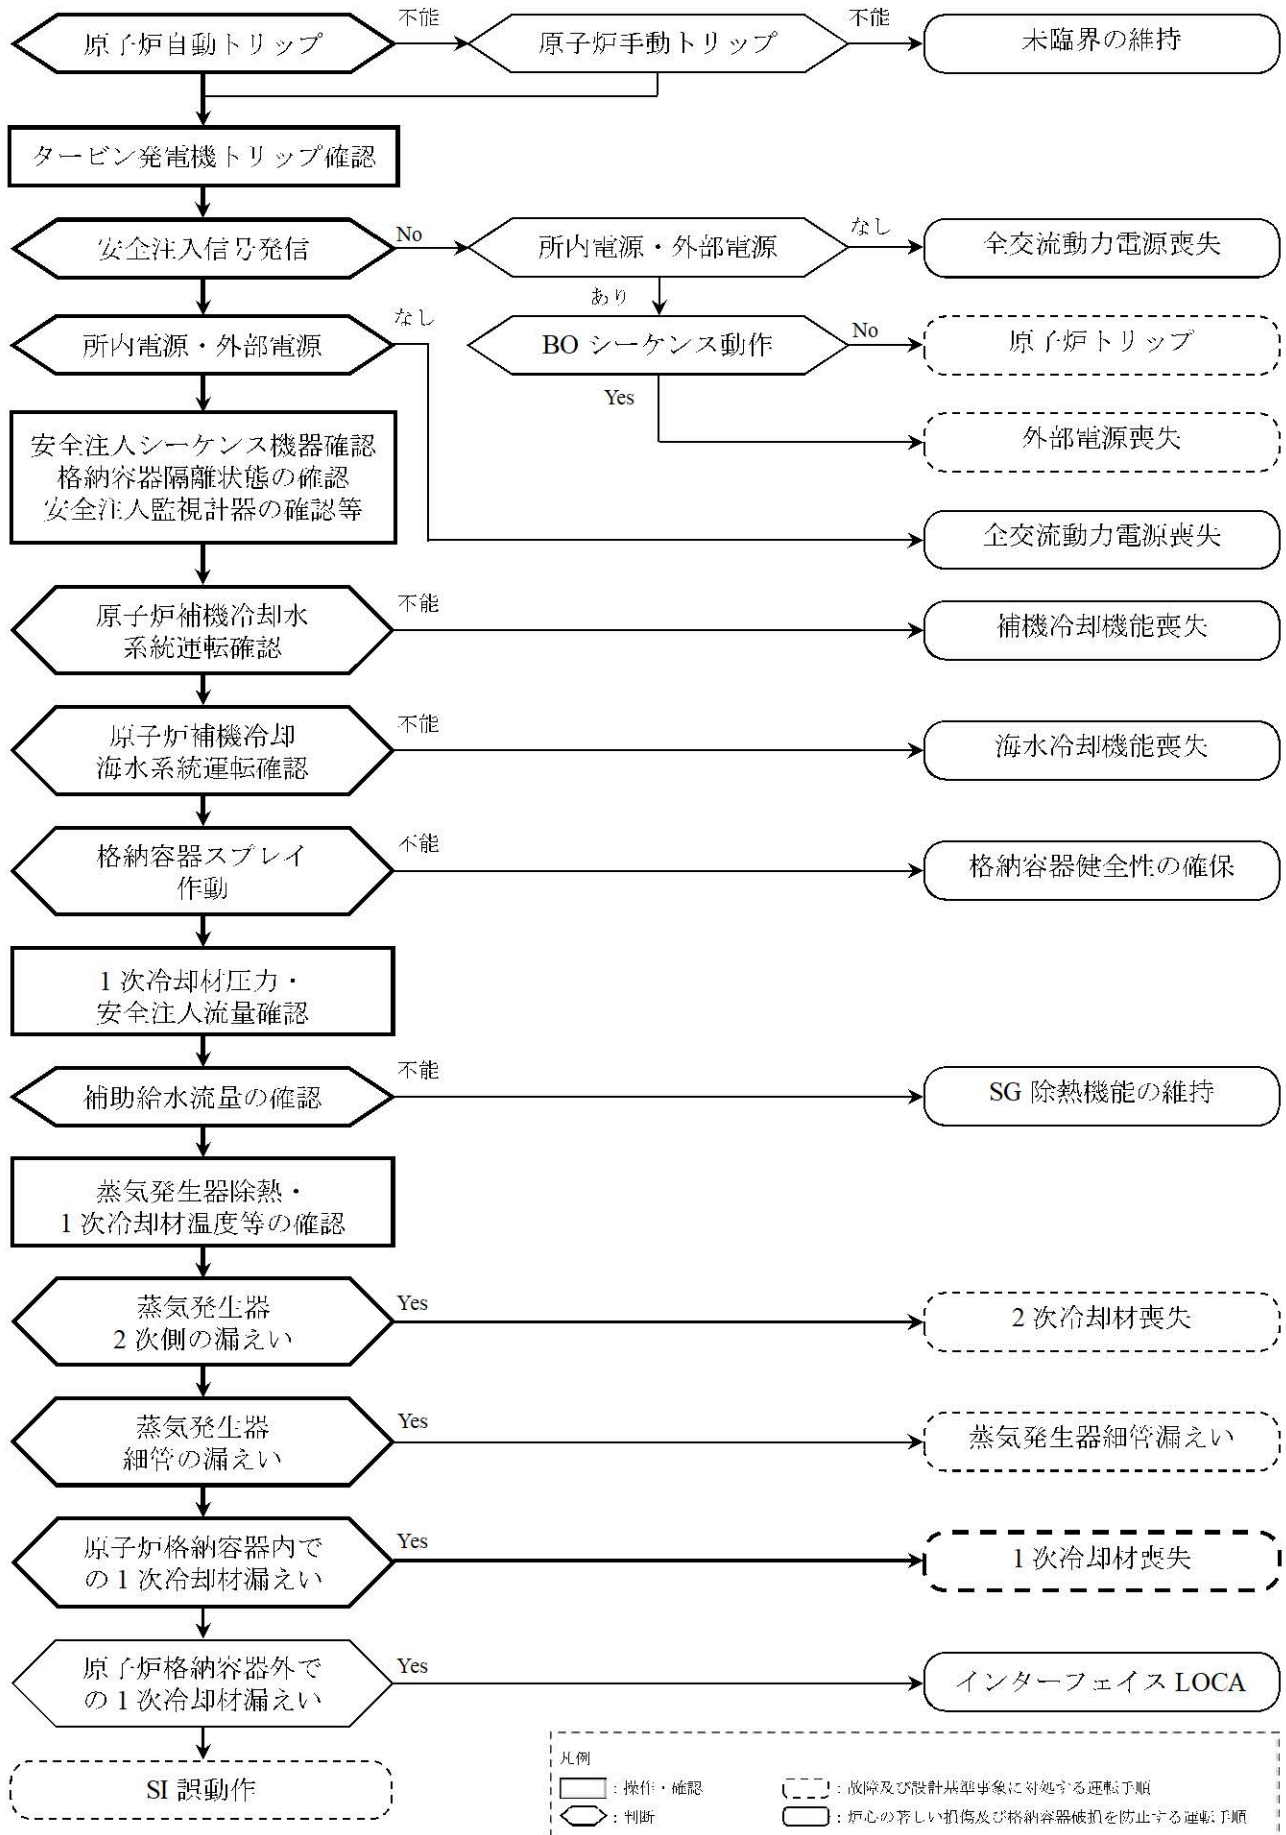 原子炉自動トリップ
不能
原子炉手動トリップ
不能
未臨界の維持
タービン発電機トリップ確認
安全注入信号発信
No
所内電源・外部電源
なし
全交流動力電源喪失
あり
所内電源・外部電源
なし
BO シーケンス動作
No
原子炉トリップ
Yes
外部電源喪失
安全注入シーケンス機器確認
格納容器隔離状態の確認
安全注入監視計器の確認等
全交流動力電源喪失
原子炉補機冷却水
系統運転確認
不能
補機冷却機能喪失
原子炉補機冷却
海水系統運転確認
不能
海水冷却機能喪失
格納容器スプレイ
作動
不能
格納容器健全性の確保
1 次冷却材圧力・
安全注入流量確認
補助給水流量の確認
不能
SG 除熱機能の維持
蒸気発生器除熱・
1 次冷却材温度等の確認
蒸気発生器
2 次側の漏えい
Yes
2 次冷却材喪失
蒸気発生器
細管の漏えい
Yes
蒸気発生器細管漏えい
原子炉格納容器内で
の 1 次冷却材漏えい
Yes
1 次冷却材喪失
原子炉格納容器外で
の 1 次冷却材漏えい
Yes
インターフェイス LOCA
SI 誤動作
凡例
：操作・確認
：故障及び設計基準事象に対処する運転手順
：判断
：炉心の著しい損傷及び格納容器破損を防止する運転手順